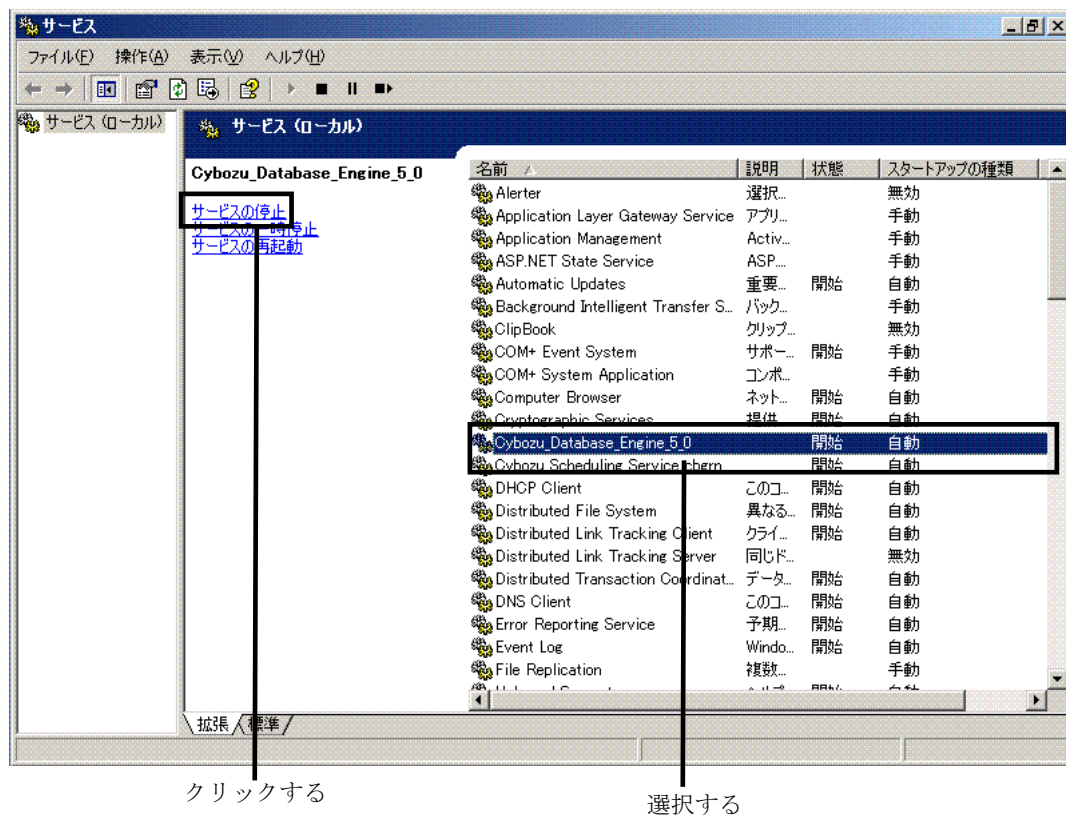 サービス
ファイル(F) 操作(A) 表示(V) ヘルプ(H)
サービス (ローカル)
サービス (ローカル)
Cybozu_Database_Engine_5_0
サービスの停止
サービスの一時停止
サービスの再起動
名前 説明 状態 スタートアップの種類
Alerter 選択... 無効
Application Layer Gateway Service アプリ... 手動
Application Management Activ... 手動
ASP.NET State Service ASP.... 手動
Automatic Updates 重要... 開始 自動
Background Intelligent Transfer S... バック... 手動
ClipBook クリップ... 無効
COM+ Event System サポー... 開始 手動
COM+ System Application コンポ... 手動
Computer Browser ネット... 開始 自動
Cryptographic Services 提供... 開始 自動
Cybozu_Database_Engine_5_0 開始 自動
Cybozu Scheduling Service cbgrn 開始 自動
DHCP Client このコ... 開始 自動
Distributed File System 異なる... 開始 自動
Distributed Link Tracking Client クライ... 開始 自動
Distributed Link Tracking Server 同じド... 無効
Distributed Transaction Coordinat... データ... 開始 自動
DNS Client このコ... 開始 自動
Error Reporting Service 予期... 開始 自動
Event Log Windo... 開始 自動
File Replication 複数... 手動
拡張 標準
クリックする
選択する